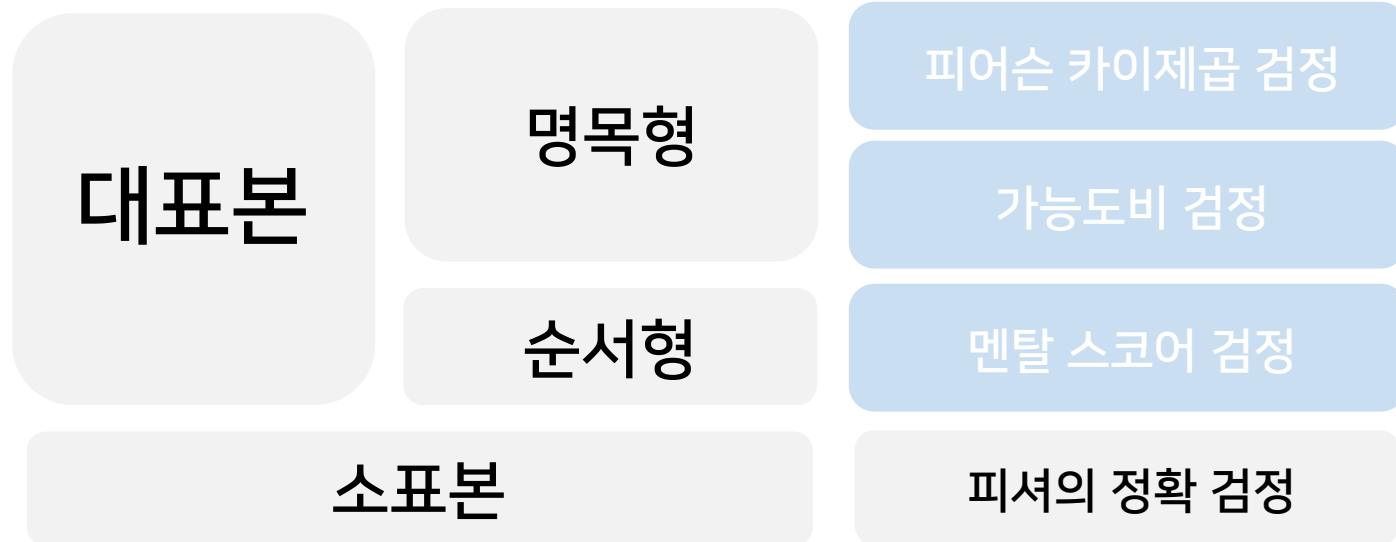 대표본
명목형
피어슨 카이제곱 검정
가능도비 검정
순서형
멘탈 스코어 검정
소표본
피셔의 정확 검정